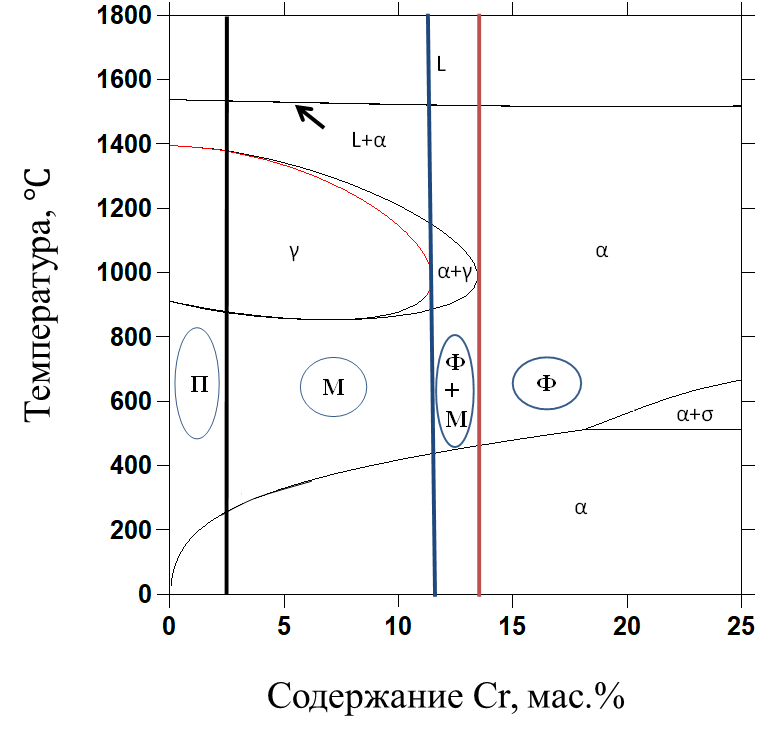 1800
1600
1400
1200
1000
800
600
400
200
0
Температура, °C
L
L+α
γ
α+γ
α
П
М
Ф
+
М
Ф
α+σ
α
0
5
10
15
20
25
Содержание Cr, мас.%